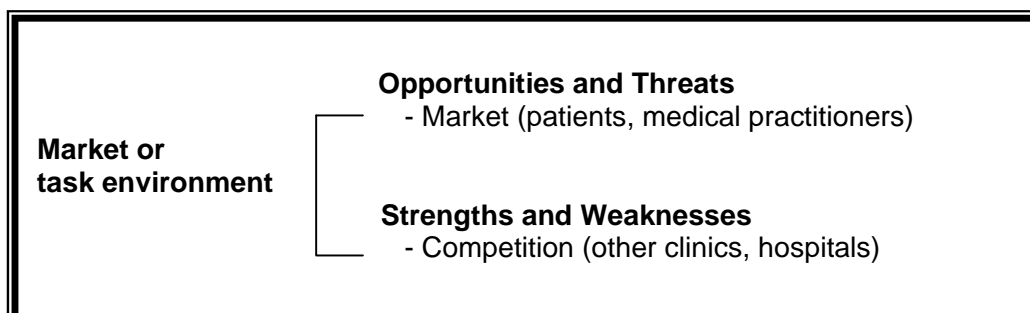 Opportunities and Threats
- Market (patients, medical practitioners)
Market or
task environment
Strengths and Weaknesses
- Competition (other clinics, hospitals)